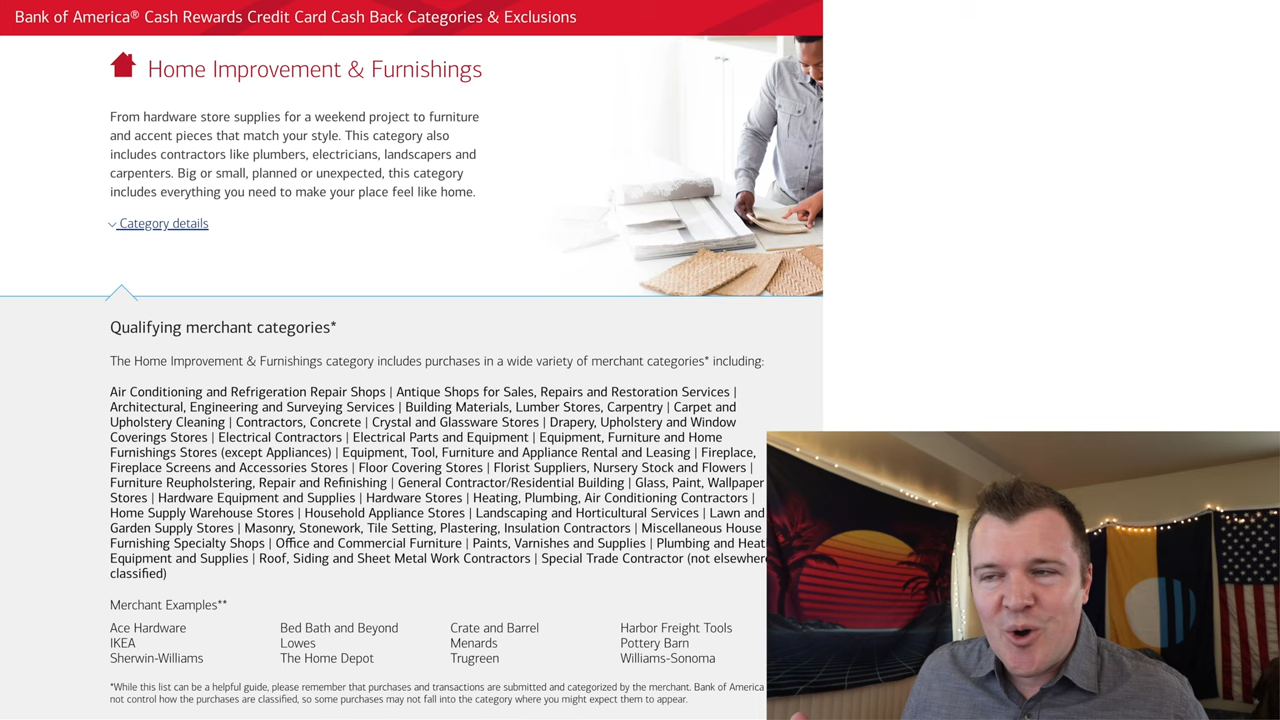 Bank of America® Cash Rewards Credit Card Cash Back Categories & Exclusions
Home Improvement & Furnishings
From hardware store supplies for a weekend project to furniture
and accent pieces that match your style. This category also
includes contractors like plumbers, electricians, landscapers and
carpenters. Big or small, planned or unexpected, this category
includes everything you need to make your place feel like home.
Category details
Qualifying merchant categories*
The Home Improvement & Furnishings category includes purchases in a wide variety of merchant categories* including:
Air Conditioning and Refrigeration Repair Shops | Antique Shops for Sales, Repairs and Restoration Services |
Architectural, Engineering and Surveying Services | Building Materials, Lumber Stores, Carpentry | Carpet and
Upholstery Cleaning | Contractors, Concrete | Crystal and Glassware Stores | Drapery, Upholstery and Window
Coverings Stores | Electrical Contractors | Electrical Parts and Equipment | Equipment, Furniture and Home
Furnishings Stores (except Appliances) | Equipment, Tool, Furniture and Appliance Rental and Leasing | Fireplace,
Fireplace Screens and Accessories Stores | Floor Covering Stores | Florist Suppliers, Nursery Stock and Flowers |
Furniture Reupholstering, Repair and Refinishing | General Contractor/Residential Building | Glass, Paint, Wallpaper
Stores | Hardware Equipment and Supplies | Hardware Stores | Heating, Plumbing, Air Conditioning Contractors |
Home Supply Warehouse Stores | Household Appliance Stores | Landscaping and Horticultural Services | Lawn and
Garden Supply Stores | Masonry, Stonework, Tile Setting, Plastering, Insulation Contractors | Miscellaneous House
Furnishing Specialty Shops | Office and Commercial Furniture | Paints, Varnishes and Supplies | Plumbing and Heati
Equipment and Supplies | Roof, Siding and Sheet Metal Work Contractors | Special Trade Contractor (not elsewhere
classified)
Merchant Examples**
Ace Hardware Bed Bath and Beyond Crate and Barrel Harbor Freight Tools
IKEA Lowes Menards Pottery Barn
Sherwin-Williams The Home Depot Trugreen Williams-Sonoma
*While this list can be a helpful guide, please remember that purchases and transactions are submitted and categorized by the merchant. Bank of America
not control how the purchases are classified, so some purchases may not fall into the category where you might expect them to appear.